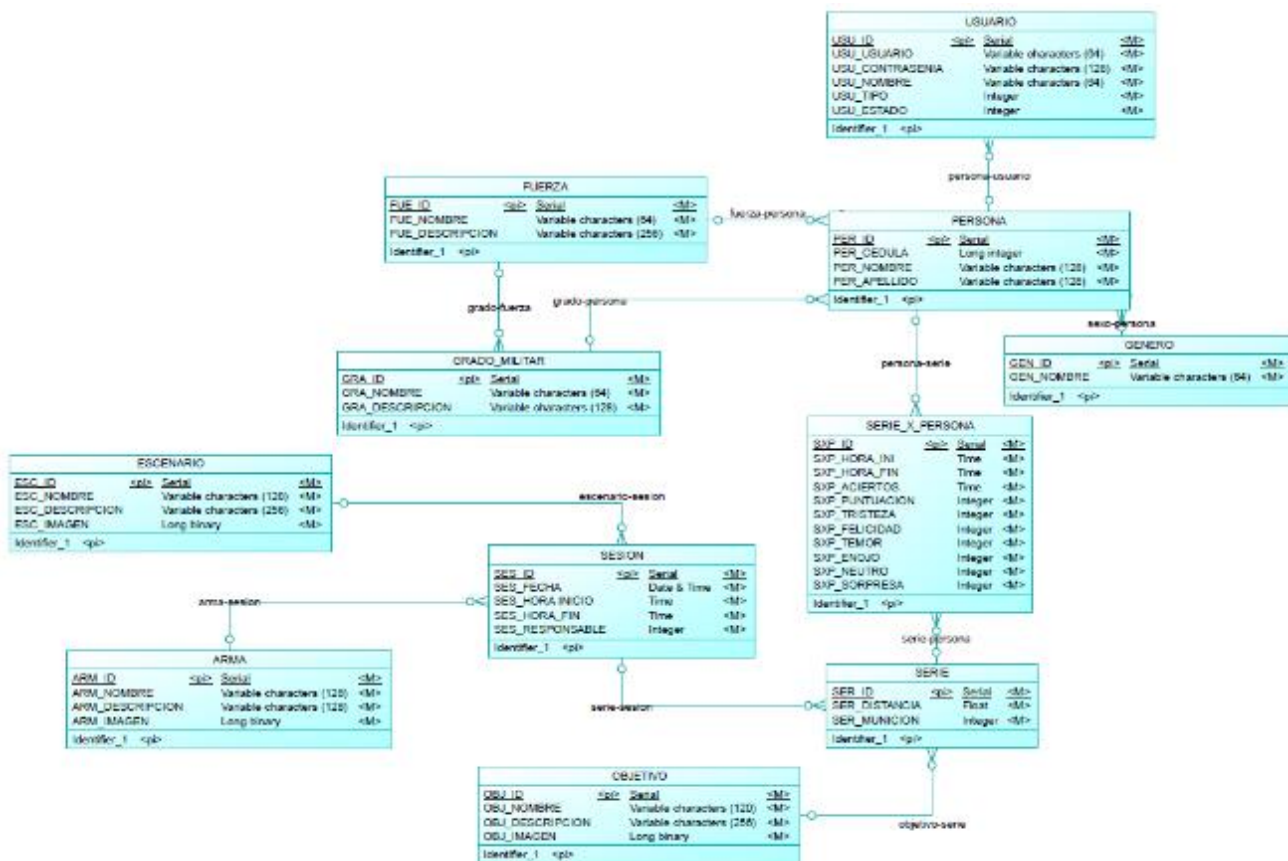 USUARIO
USU_ID <pi> Serial <M>
USU_USUARIO Variable characters (64) <M>
USU_CONTRASENIA Variable characters (128) <M>
USU_NOMBRE Variable characters (64) <M>
USU_TIPO Integer <M>
USU_ESTADO Integer <M>
Identifier_1 <pi>
persona-usuario
FUERZA
FUE_ID <pi> Serial <M>
FUE_NOMBRE Variable characters (64) <M>
FUE_DESCRIPCION Variable characters (256) <M>
Identifier_1 <pi>
fuerza-persona
PERSONA
PER_ID <pi> Serial <M>
PER_CEDULA Long integer <M>
PER_NOMBRE Variable characters (128) <M>
PER_APELLIDO Variable characters (128) <M>
Identifier_1 <pi>
grado-fuerza
grado-persona
sexo-persona
GRADO_MILITAR
GRA_ID <pi> Serial <M>
GRA_NOMBRE Variable characters (64) <M>
GRA_DESCRIPCION Variable characters (128) <M>
Identifier_1 <pi>
persona-serie
GENERO
GEN_ID <pi> Serial <M>
GEN_NOMBRE Variable characters (64) <M>
Identifier_1 <pi>
SERIE_X_PERSONA
SXP_ID <pi> Serial <M>
SXP_HORA_INI Time <M>
SXP_HORA_FIN Time <M>
SXP_ACIERTOS Time <M>
SXP_PUNTUACION Integer <M>
SXP_TRISTEZA Integer <M>
SXP_FELICIDAD Integer <M>
SXP_TEMOR Integer <M>
SXP_ENOJO Integer <M>
SXP_NEUTRO Integer <M>
SXP_SORPRESA Integer <M>
Identifier_1 <pi>
ESCENARIO
ESC_ID <pi> Serial <M>
ESC_NOMBRE Variable characters (128) <M>
ESC_DESCRIPCION Variable characters (256) <M>
ESC_IMAGEN Long binary <M>
Identifier_1 <pi>
escenario-sesion
SESION
SES_ID <pi> Serial <M>
SES_FECHA Date & Time <M>
SES_HORA INICIO Time <M>
SES_HORA_FIN Time <M>
SES_RESPONSABLE Integer <M>
Identifier_1 <pi>
arma-sesion
serie-persona
ARMA
ARM_ID <pi> Serial <M>
ARM_NOMBRE Variable characters (128) <M>
ARM_DESCRIPCION Variable characters (128) <M>
ARM_IMAGEN Long binary <M>
Identifier_1 <pi>
serie-sesion
SERIE
SER_ID <pi> Serial <M>
SER_DISTANCIA Float <M>
SER_MUNICION Integer <M>
Identifier_1 <pi>
OBJETIVO
OBJ_ID <pi> Serial <M>
OBJ_NOMBRE Variable characters (120) <M>
OBJ_DESCRIPCION Variable characters (256) <M>
OBJ_IMAGEN Long binary <M>
Identifier_1 <pi>
objetivo-serie